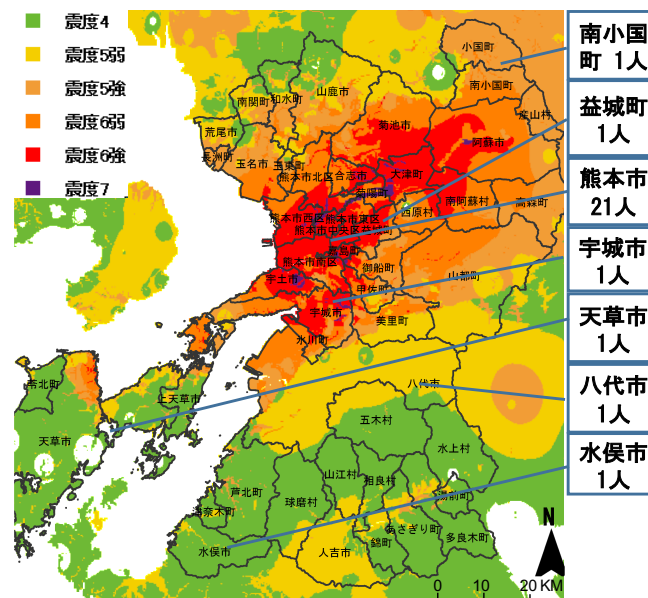 震度4
震度5弱
震度5強
震度6弱
震度6強
震度7
南小国
町 1人
益城町
1人
熊本市
21人
宇城市
1人
天草市
1人
八代市
1人
水俣市
1人
小国町
南小国町
産山村
山鹿市
和水町
南関町
菊池市
阿蘇市
荒尾市
長洲町
玉名市
玉東町
熊本市北区
合志市
大津町
菊陽町
熊本市西区
熊本市東区
西原村
南阿蘇村
高森町
熊本市中央区
嘉島町
熊本市南区
御船町
山都町
宇土市
甲佐町
宇城市
美里町
氷川町
八代市
苓北町
上天草市
天草市
五木村
水上村
山江村
相良村
湯前町
芦北町
球磨村
津奈木町
あさぎり町
多良木町
錦町
水俣市
人吉市
N
0 10 20 KM